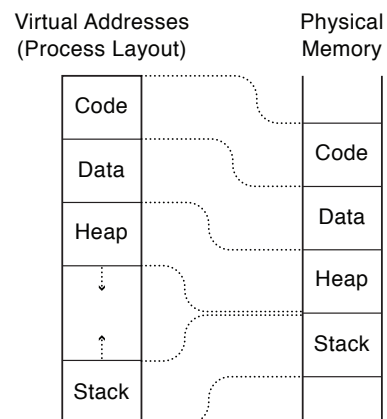 Virtual Addresses
(Process Layout)
Physical
Memory
Code
Data
Heap
Stack
Code
Data
Heap
Stack